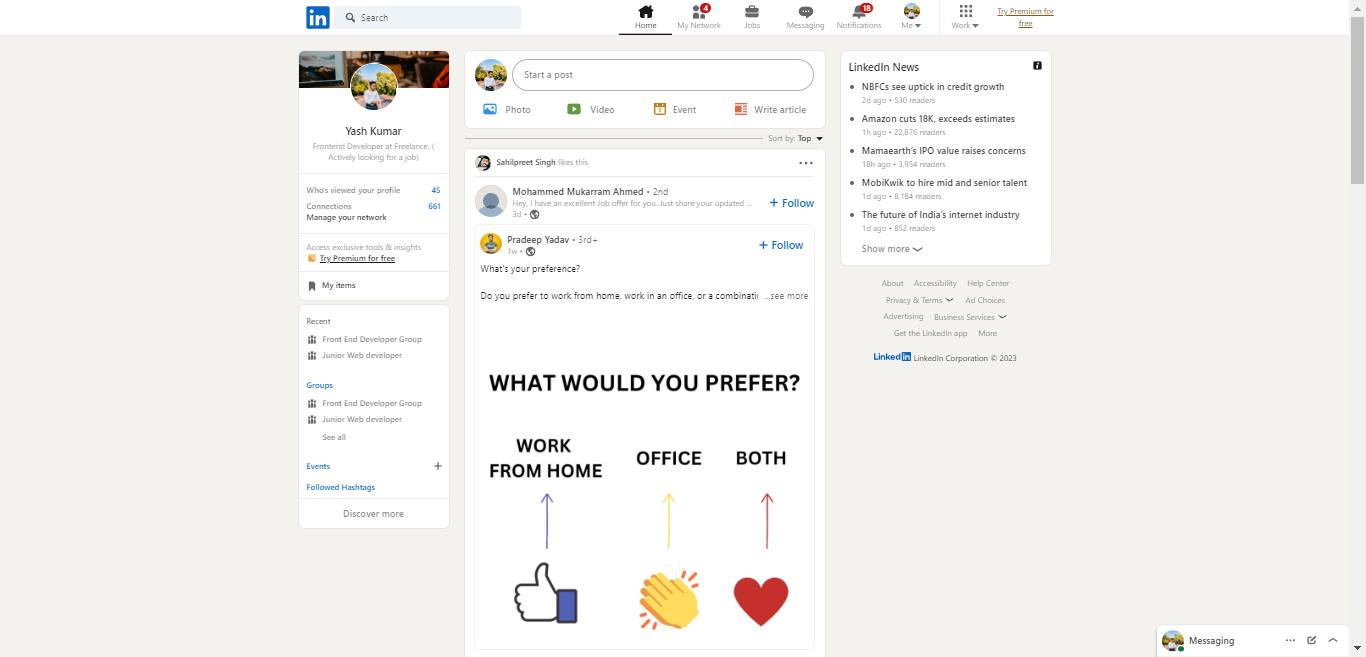 in
Search
Home
4
My Network
Jobs
Messaging
18
Notifications
Me
Work
Try Premium for
free
Yash Kumar
Frontend Developer at Freelance, (
Actively looking for a job)
Who's viewed your profile 45
Connections 661
Manage your network
Access exclusive tools & insights
Try Premium for free
My items
Recent
Front End Developer Group
Junior Web developer
Groups
Front End Developer Group
Junior Web developer
See all
Events
Followed Hashtags
Discover more
Start a post
Photo Video Event Write article
Sort by: Top
Sahilpreet Singh likes this
Mohammed Mukarram Ahmed • 2nd
Hey, I have an excellent Job offer for you. Just share your updated ...
3d •
+ Follow
Pradeep Yadav • 3rd+
1w •
+ Follow
What's your preference?
Do you prefer to work from home, work in an office, or a combinati ...see more
WHAT WOULD YOU PREFER?
WORK
FROM HOME
OFFICE
BOTH
LinkedIn News
NBFCs see uptick in credit growth
2d ago • 530 readers
Amazon cuts 18K, exceeds estimates
1h ago • 22,876 readers
Mamaearth's IPO value raises concerns
18h ago • 3,954 readers
MobiKwik to hire mid and senior talent
1d ago • 8,184 readers
The future of India's internet industry
1d ago • 852 readers
Show more
About Accessibility Help Center
Privacy & Terms Ad Choices
Advertising Business Services
Get the LinkedIn app More
LinkedIn LinkedIn Corporation © 2023
Messaging